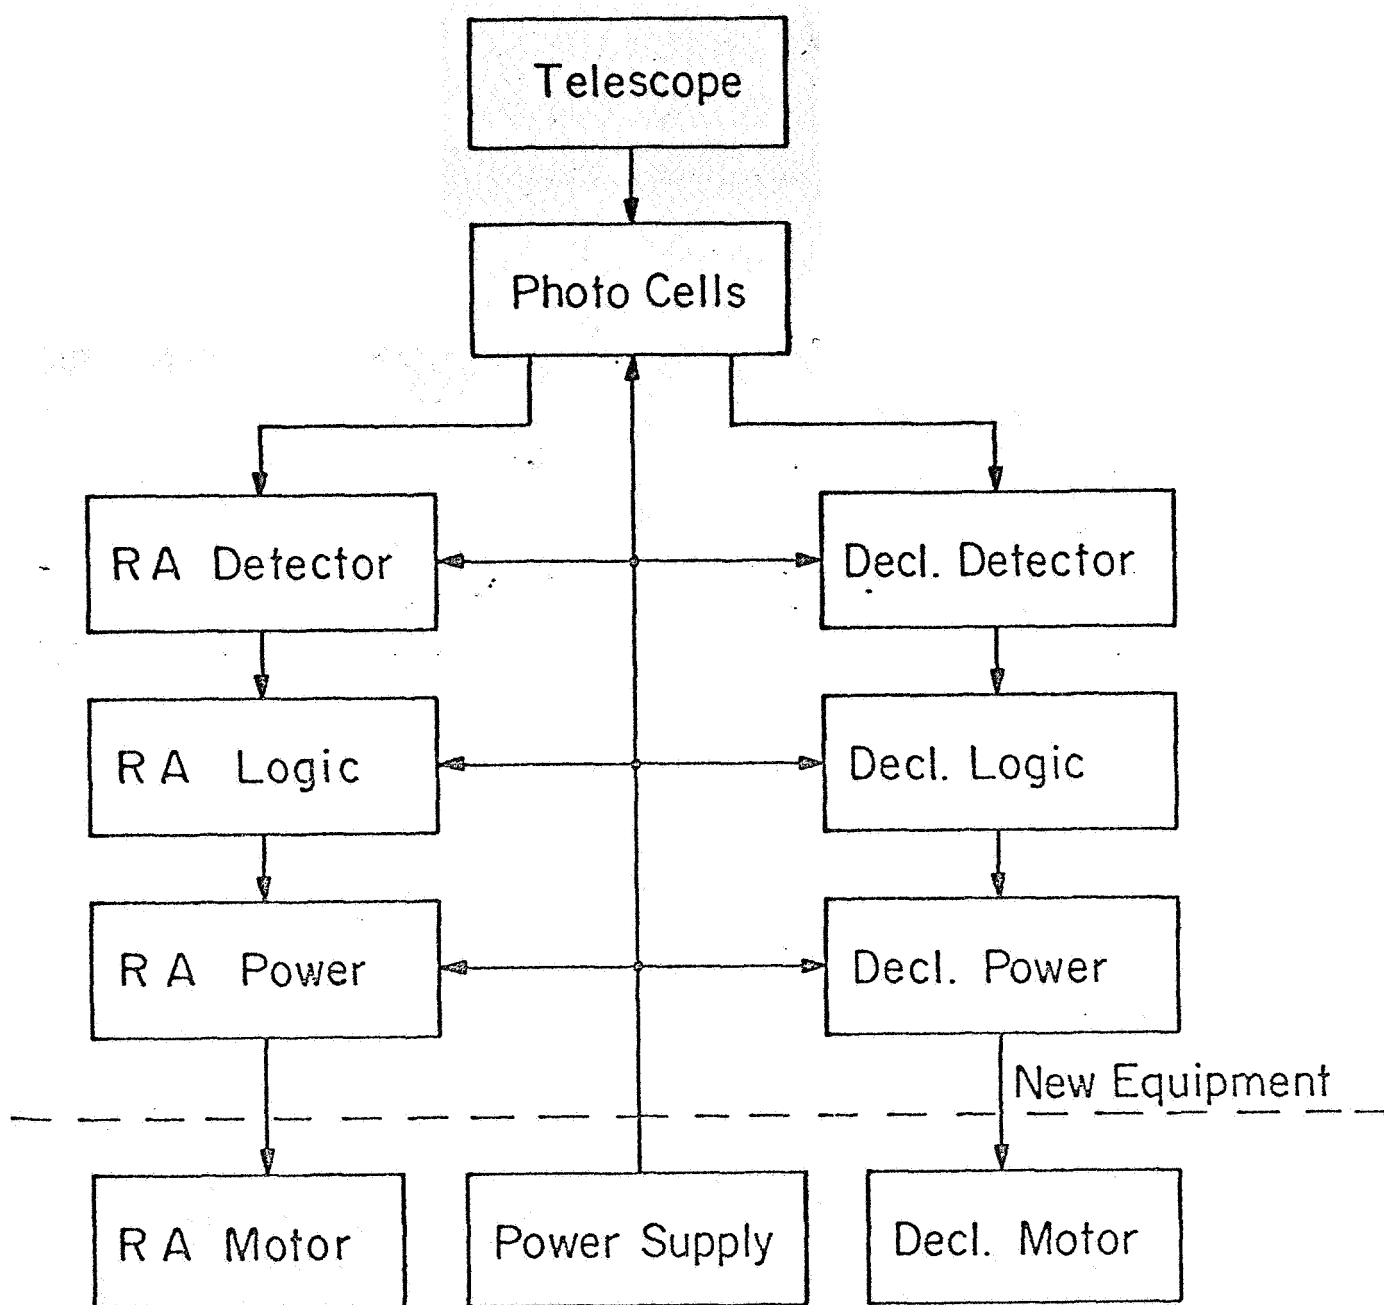 Telescope
Photo Cells
RA Detector
Decl. Detector
RA Logic
Decl. Logic
RA Power
Decl. Power
New Equipment
RA Motor
Power Supply
Decl. Motor